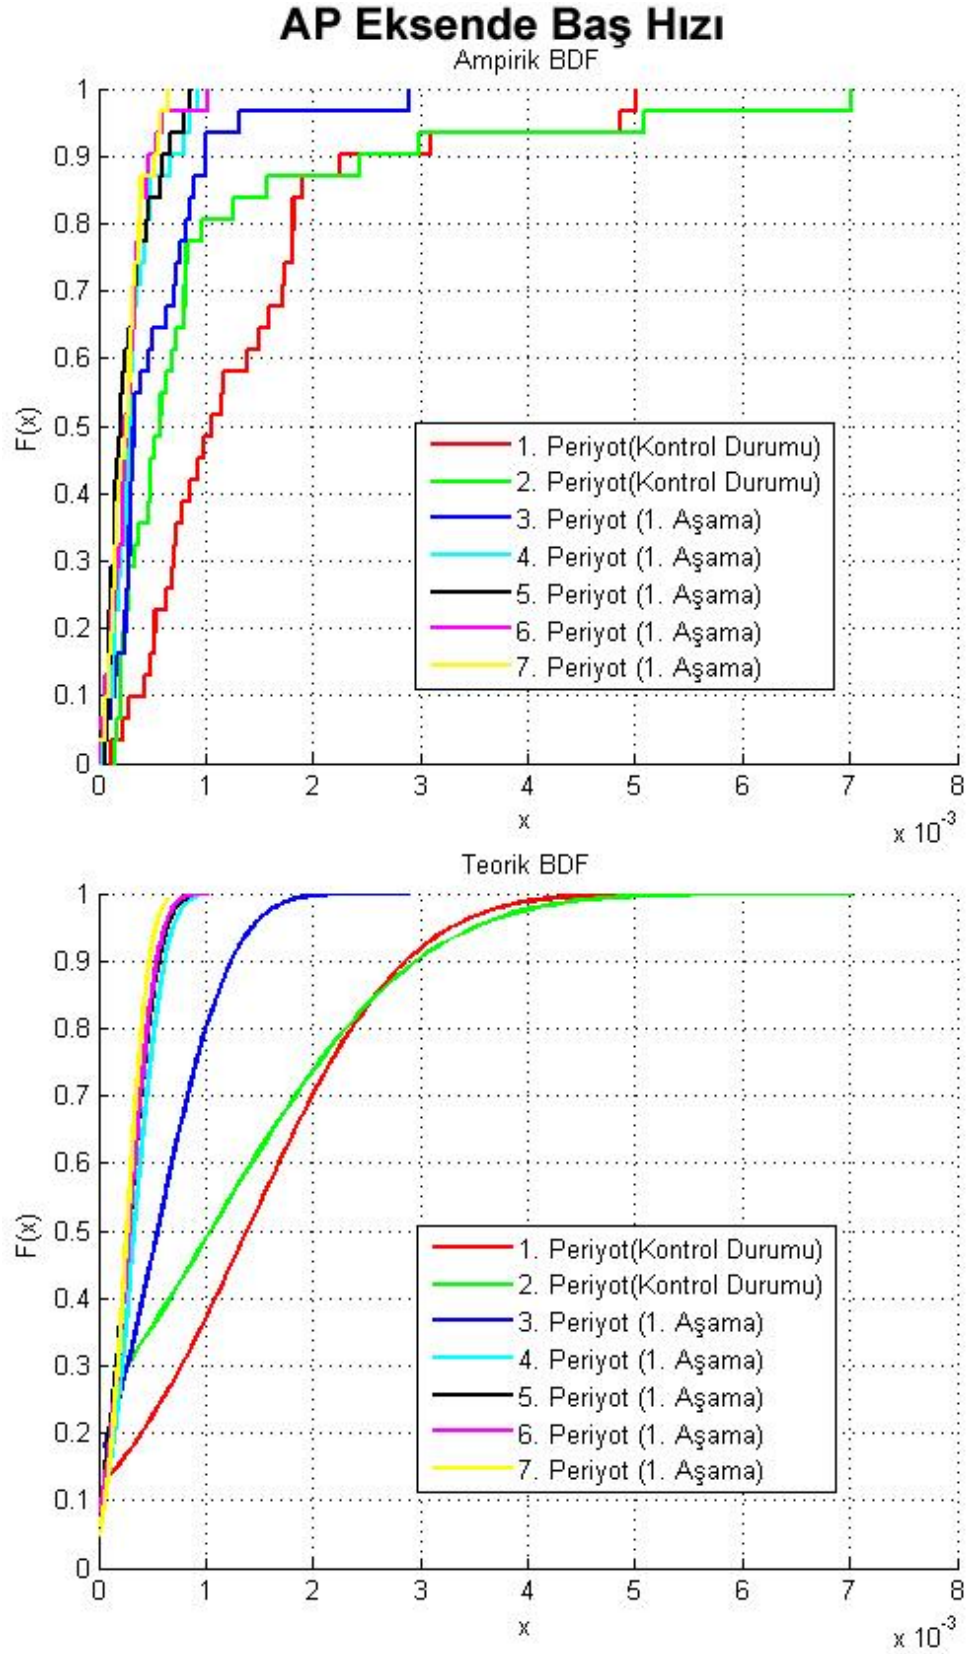 AP Eksende Baş Hızı
Ampirik BDF
1
0.9
0.8
0.7
0.6
0.5
0.4
0.3
0.2
0.1
0
F(x)
1. Periyot(Kontrol Durumu)
2. Periyot(Kontrol Durumu)
3. Periyot (1. Aşama)
4. Periyot (1. Aşama)
5. Periyot (1. Aşama)
6. Periyot (1. Aşama)
7. Periyot (1. Aşama)
0 1 2 3 4 5 6 7 8
x
x 10^-3
Teorik BDF
1
0.9
0.8
0.7
0.6
0.5
0.4
0.3
0.2
0.1
0
F(x)
1. Periyot(Kontrol Durumu)
2. Periyot(Kontrol Durumu)
3. Periyot (1. Aşama)
4. Periyot (1. Aşama)
5. Periyot (1. Aşama)
6. Periyot (1. Aşama)
7. Periyot (1. Aşama)
0 1 2 3 4 5 6 7 8
x
x 10^-3